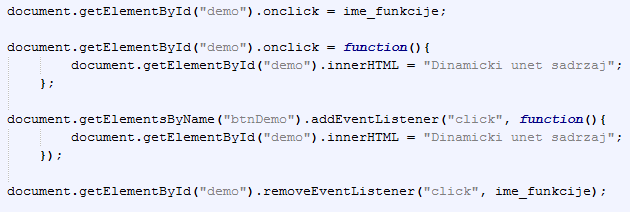 document.getElementById("demo").onclick = ime_funkcije;
document.getElementById("demo").onclick = function(){
document.getElementById("demo").innerHTML = "Dinamicki unet sadrzaj";
};
document.getElementsByName("btnDemo").addEventListener("click", function(){
document.getElementById("demo").innerHTML = "Dinamicki unet sadrzaj";
});
document.getElementById("demo").removeEventListener("click", ime_funkcije);